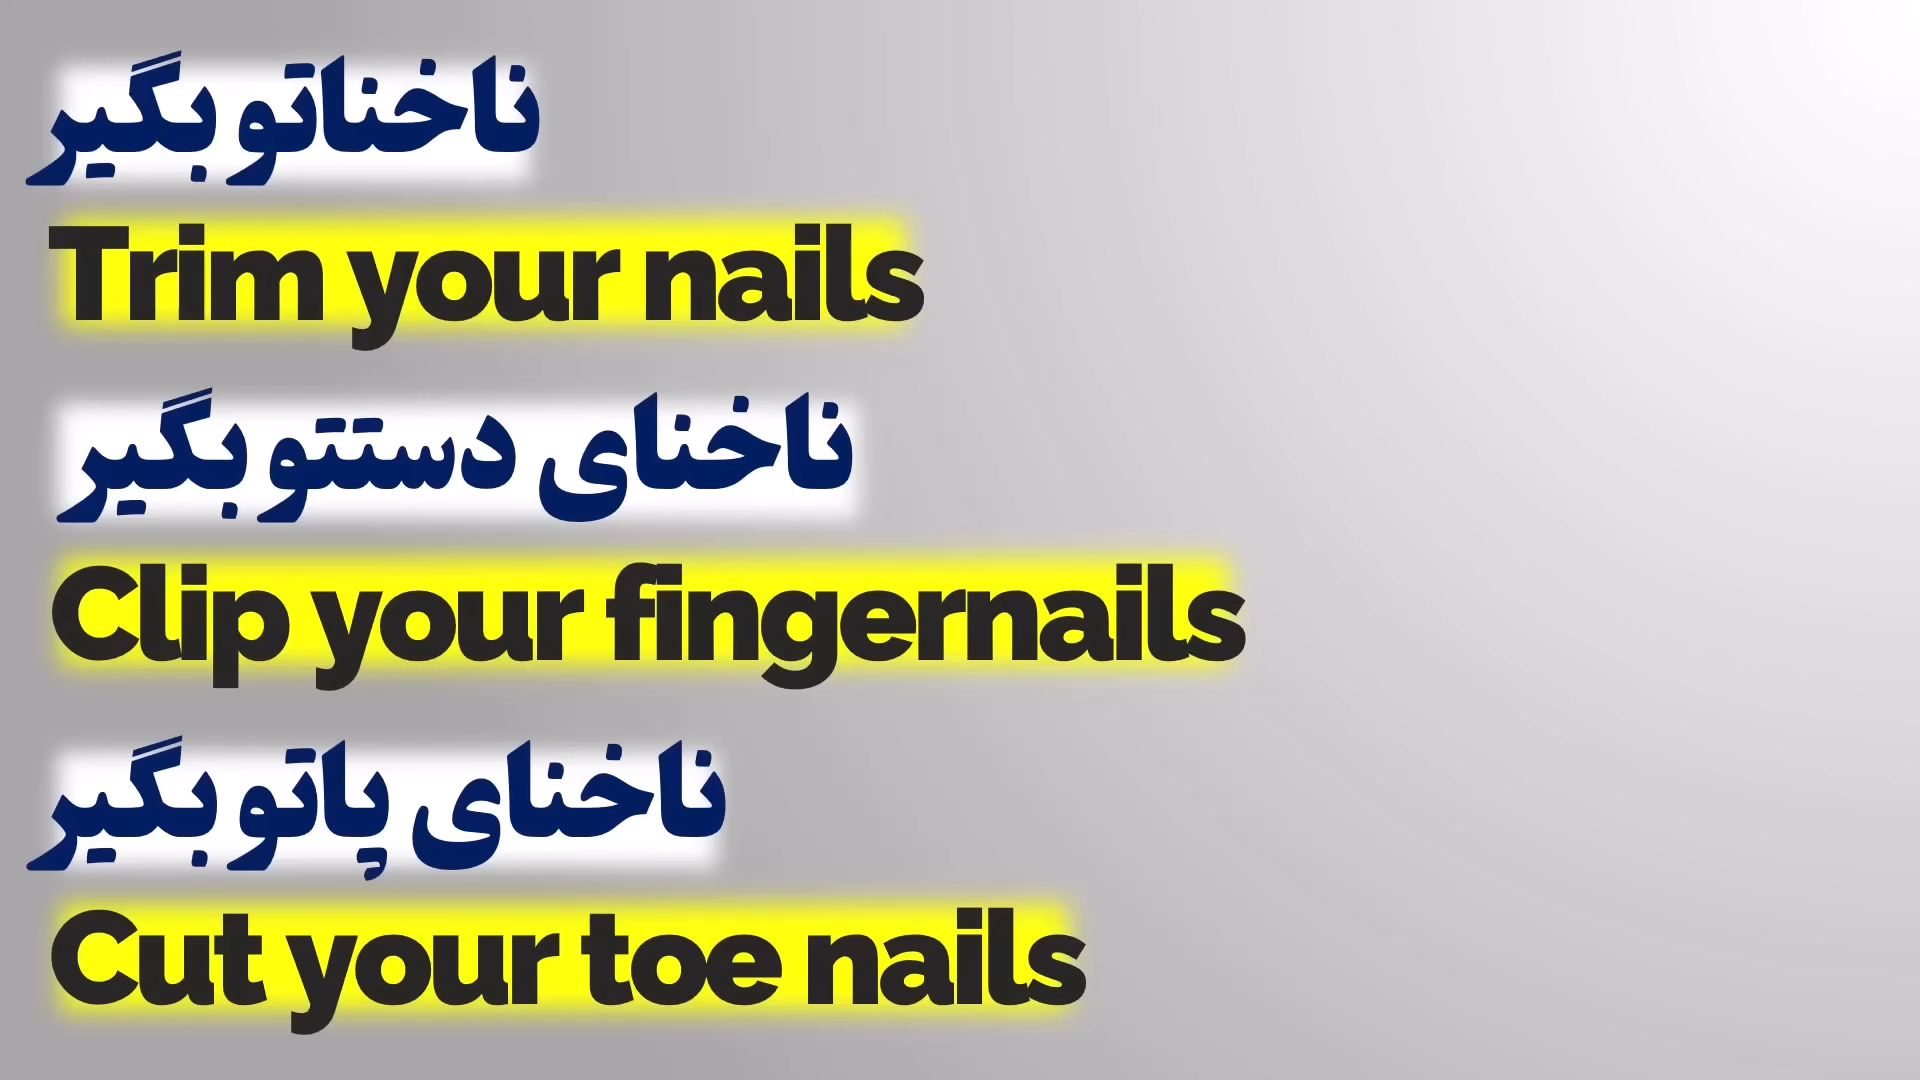 ناخناتو بگیر
Trim your nails
ناخنای دستتو بگیر
Clip your fingernails
ناخنای پاتو بگیر
Cut your toe nails